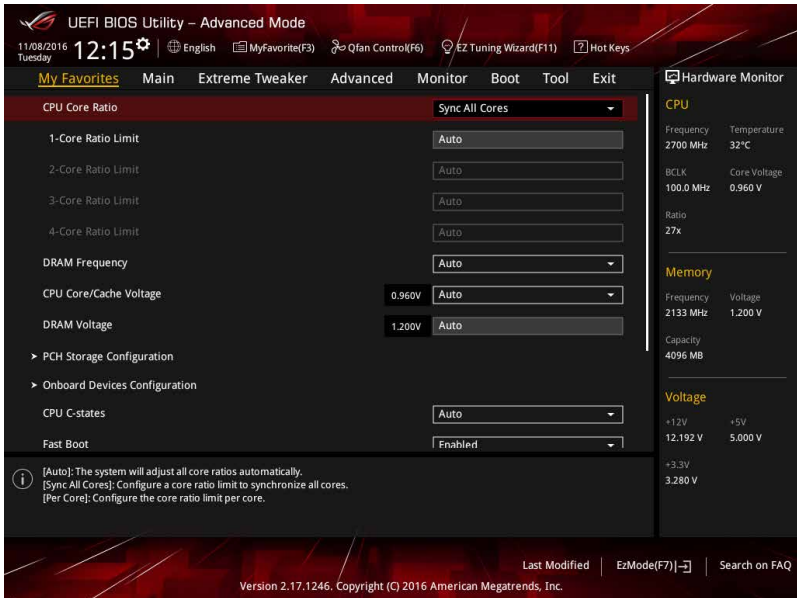 UEFI BIOS Utility – Advanced Mode
11/08/2016 Tuesday 12:15 English MyFavorite(F3) Qfan Control(F6) EZ Tuning Wizard(F11) ? Hot Keys
My Favorites Main Extreme Tweaker Advanced Monitor Boot Tool Exit
CPU Core Ratio Sync All Cores
1-Core Ratio Limit Auto
2-Core Ratio Limit Auto
3-Core Ratio Limit Auto
4-Core Ratio Limit Auto
DRAM Frequency Auto
CPU Core/Cache Voltage 0.960V Auto
DRAM Voltage 1.200V Auto
> PCH Storage Configuration
> Onboard Devices Configuration
CPU C-states Auto
Fast Boot Enabled
i
[Auto]: The system will adjust all core ratios automatically.
[Sync All Cores]: Configure a core ratio limit to synchronize all cores.
[Per Core]: Configure the core ratio limit per core.
Hardware Monitor
CPU
Frequency Temperature
2700 MHz 32°C
BCLK Core Voltage
100.0 MHz 0.960 V
Ratio
27x
Memory
Frequency Voltage
2133 MHz 1.200 V
Capacity
4096 MB
Voltage
+12V +5V
12.192 V 5.000 V
+3.3V
3.280 V
Last Modified EzMode(F7) Search on FAQ
Version 2.17.1246. Copyright (C) 2016 American Megatrends, Inc.